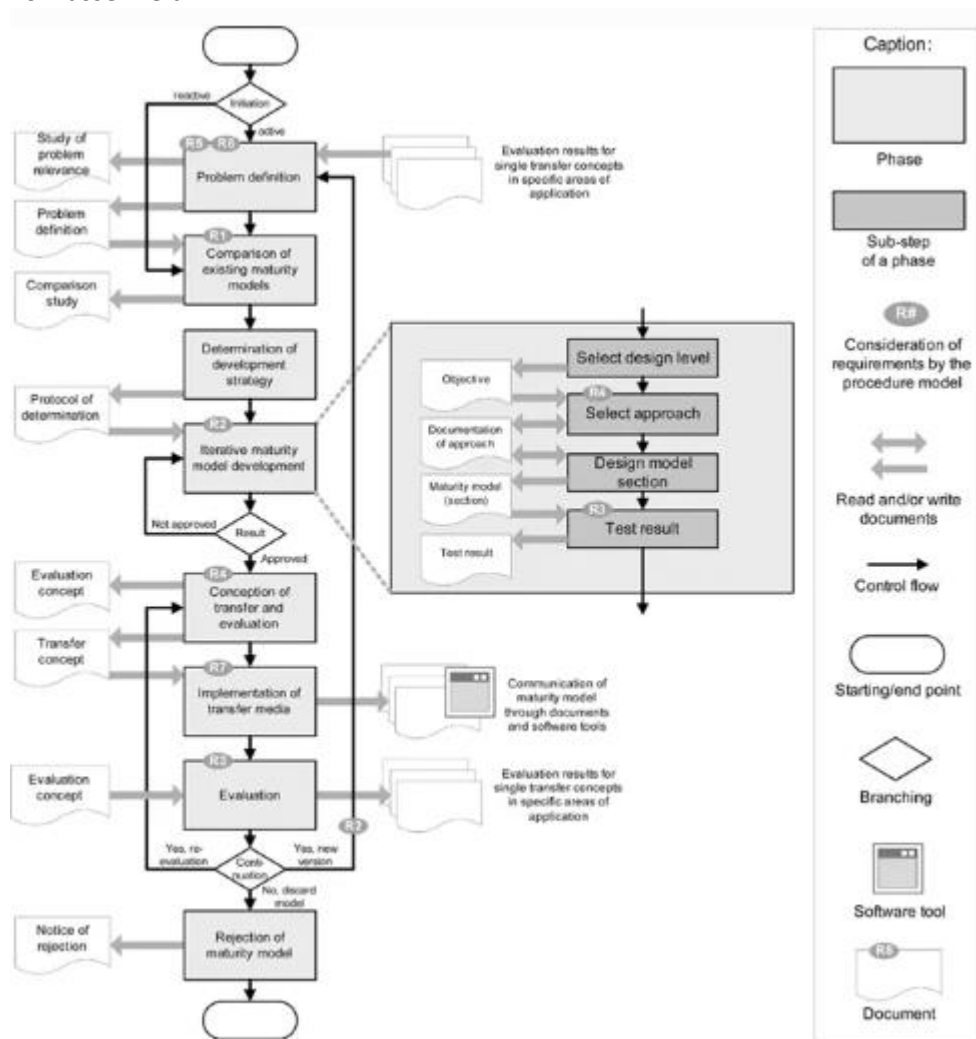 reactive
Initiation
active
Study of
problem
relevance
R5 R8
Problem definition
Evaluation results for
single transfer concepts
in specific areas of
application
Problem
definition
R1
Comparison of
existing maturity
models
Comparison
study
Determination of
development
strategy
Protocol of
determination
R2
Iterative maturity
model development
Not approved
Result
Approved
Select design level
Objective
Select approach
Documentation
of approach
Design model
section
Maturity model
(section)
R3
Test result
Test result
Evaluation
concept
R4
Conception of
transfer and
evaluation
Transfer
concept
R7
Implementation of
transfer media
Communication of
maturity model
through documents
and software tools
Evaluation
concept
R3
Evaluation
Evaluation results for
single transfer concepts
in specific areas of
application
R2
Yes, re-
evaluation
Conti-
nuation
Yes, new
version
No, discard
model
Notice of
rejection
Rejection of
maturity model
Caption:
Phase
Sub-step
of a phase
R#
Consideration of
requirements by the
procedure model
Read and/or write
documents
Control flow
Starting/end point
Branching
Software tool
Document